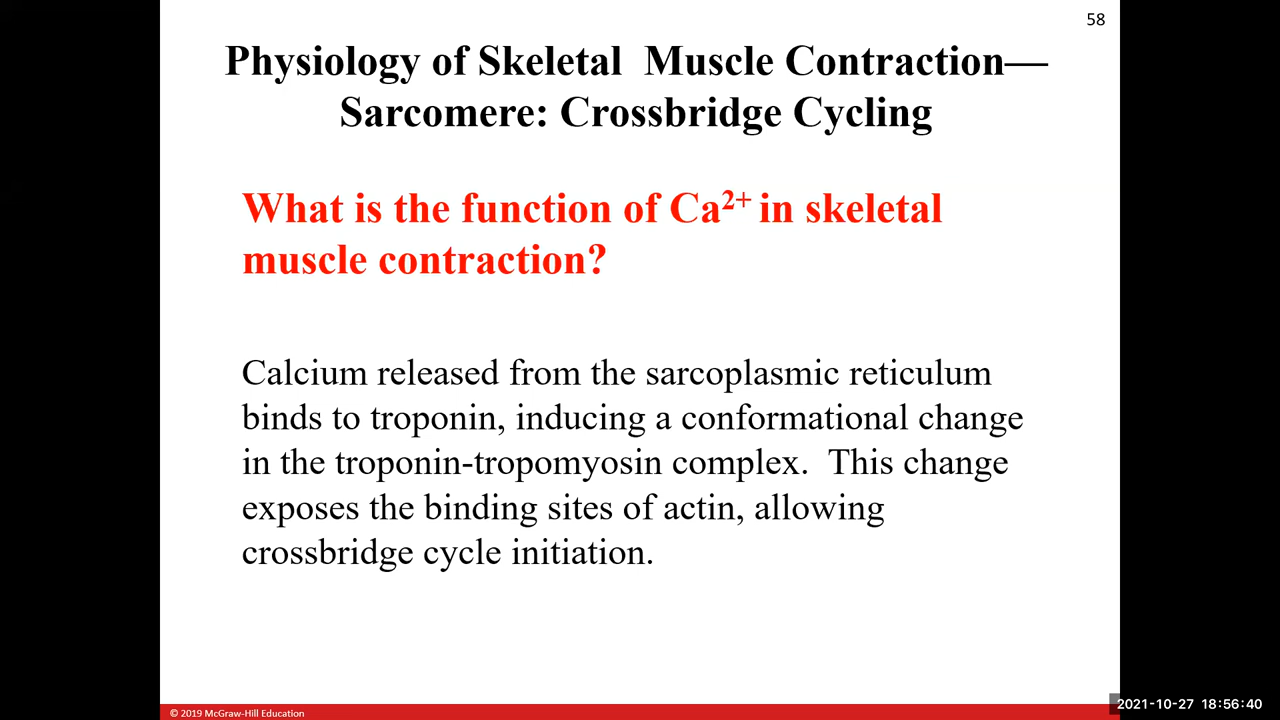 58
Physiology of Skeletal  Muscle Contraction—
Sarcomere: Crossbridge Cycling
What is the function of Ca²⁺ in skeletal
muscle contraction?
Calcium released from the sarcoplasmic reticulum
binds to troponin, inducing a conformational change
in the troponin-tropomyosin complex.  This change
exposes the binding sites of actin, allowing
crossbridge cycle initiation.
© 2019 McGraw-Hill Education
2021-10-27 18:56:40